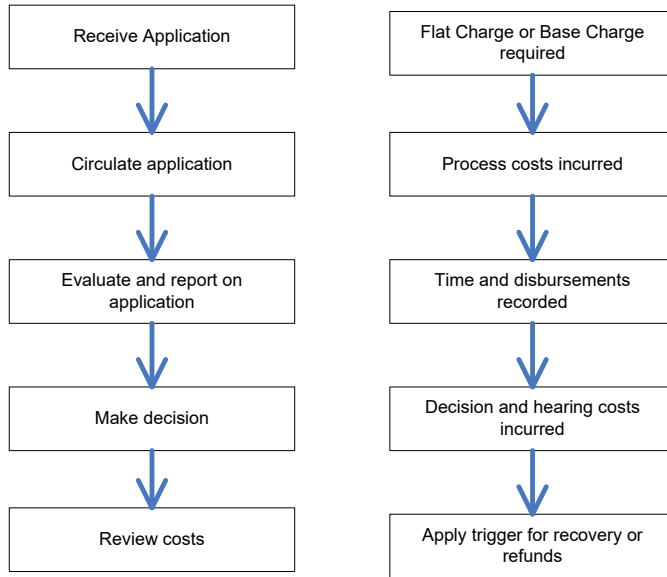 Receive Application
Flat Charge or Base Charge
required
Circulate application
Process costs incurred
Evaluate and report on
application
Time and disbursements
recorded
Make decision
Decision and hearing costs
incurred
Review costs
Apply trigger for recovery or
refunds